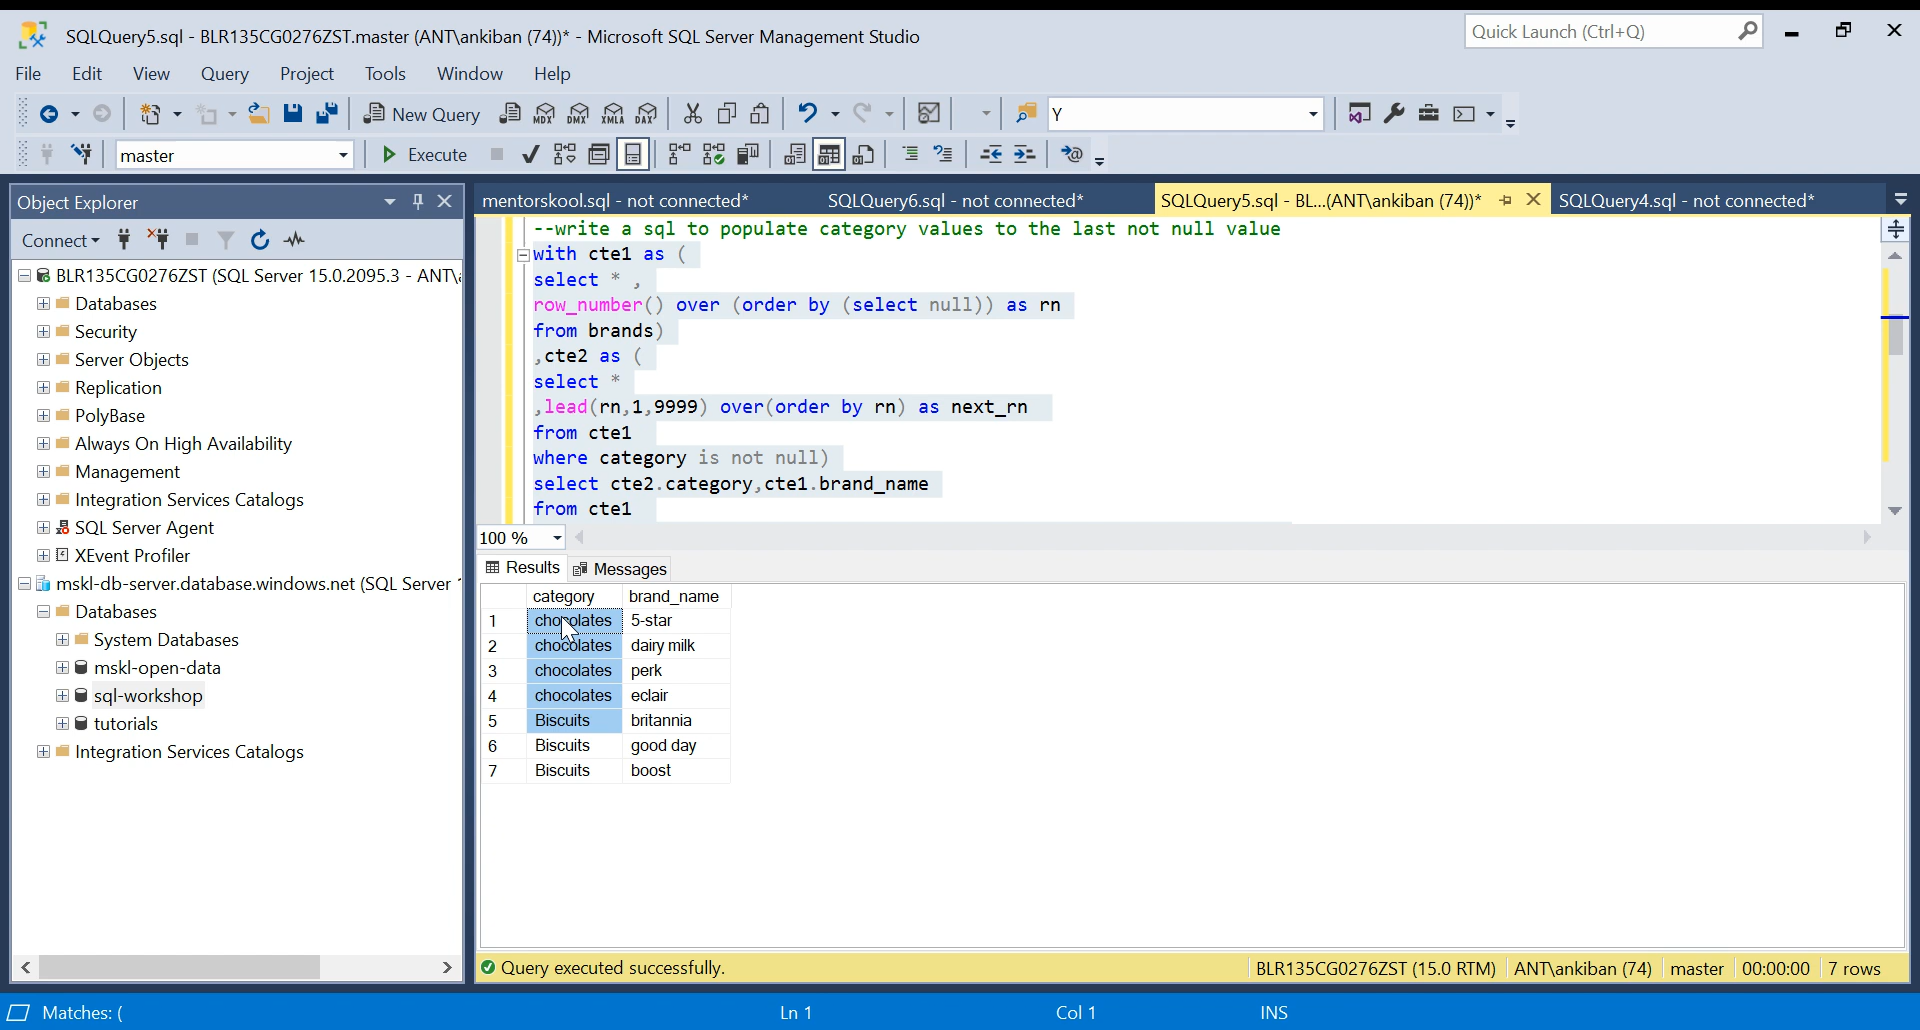 SQLQuery5.sql - BLR135CG0276ZST.master (ANT\ankiban (74))* - Microsoft SQL Server Management Studio
Quick Launch (Ctrl+Q)
File Edit View Query Project Tools Window Help
New Query MDX DMX XMLA DAX Y
master Execute
Object Explorer
mentorskool.sql - not connected* SQLQuery6.sql - not connected* SQLQuery5.sql - BL...(ANT\ankiban (74))* SQLQuery4.sql - not connected*
Connect
BLR135CG0276ZST (SQL Server 15.0.2095.3 - ANT\
Databases
Security
Server Objects
Replication
PolyBase
Always On High Availability
Management
Integration Services Catalogs
SQL Server Agent
XEvent Profiler
mskl-db-server.database.windows.net (SQL Server
Databases
System Databases
mskl-open-data
sql-workshop
tutorials
Integration Services Catalogs
--write a sql to populate category values to the last not null value
with cte1 as (
select * ,
row_number() over (order by (select null)) as rn
from brands)
,cte2 as (
select *
,lead(rn,1,9999) over(order by rn) as next_rn
from cte1
where category is not null)
select cte2.category,cte1.brand_name
from cte1
100 %
Results Messages
category brand_name
1 chocolates 5-star
2 chocolates dairy milk
3 chocolates perk
4 chocolates eclair
5 Biscuits britannia
6 Biscuits good day
7 Biscuits boost
Query executed successfully. BLR135CG0276ZST (15.0 RTM) ANT\ankiban (74) master 00:00:00 7 rows
Matches: ( Ln 1 Col 1 INS